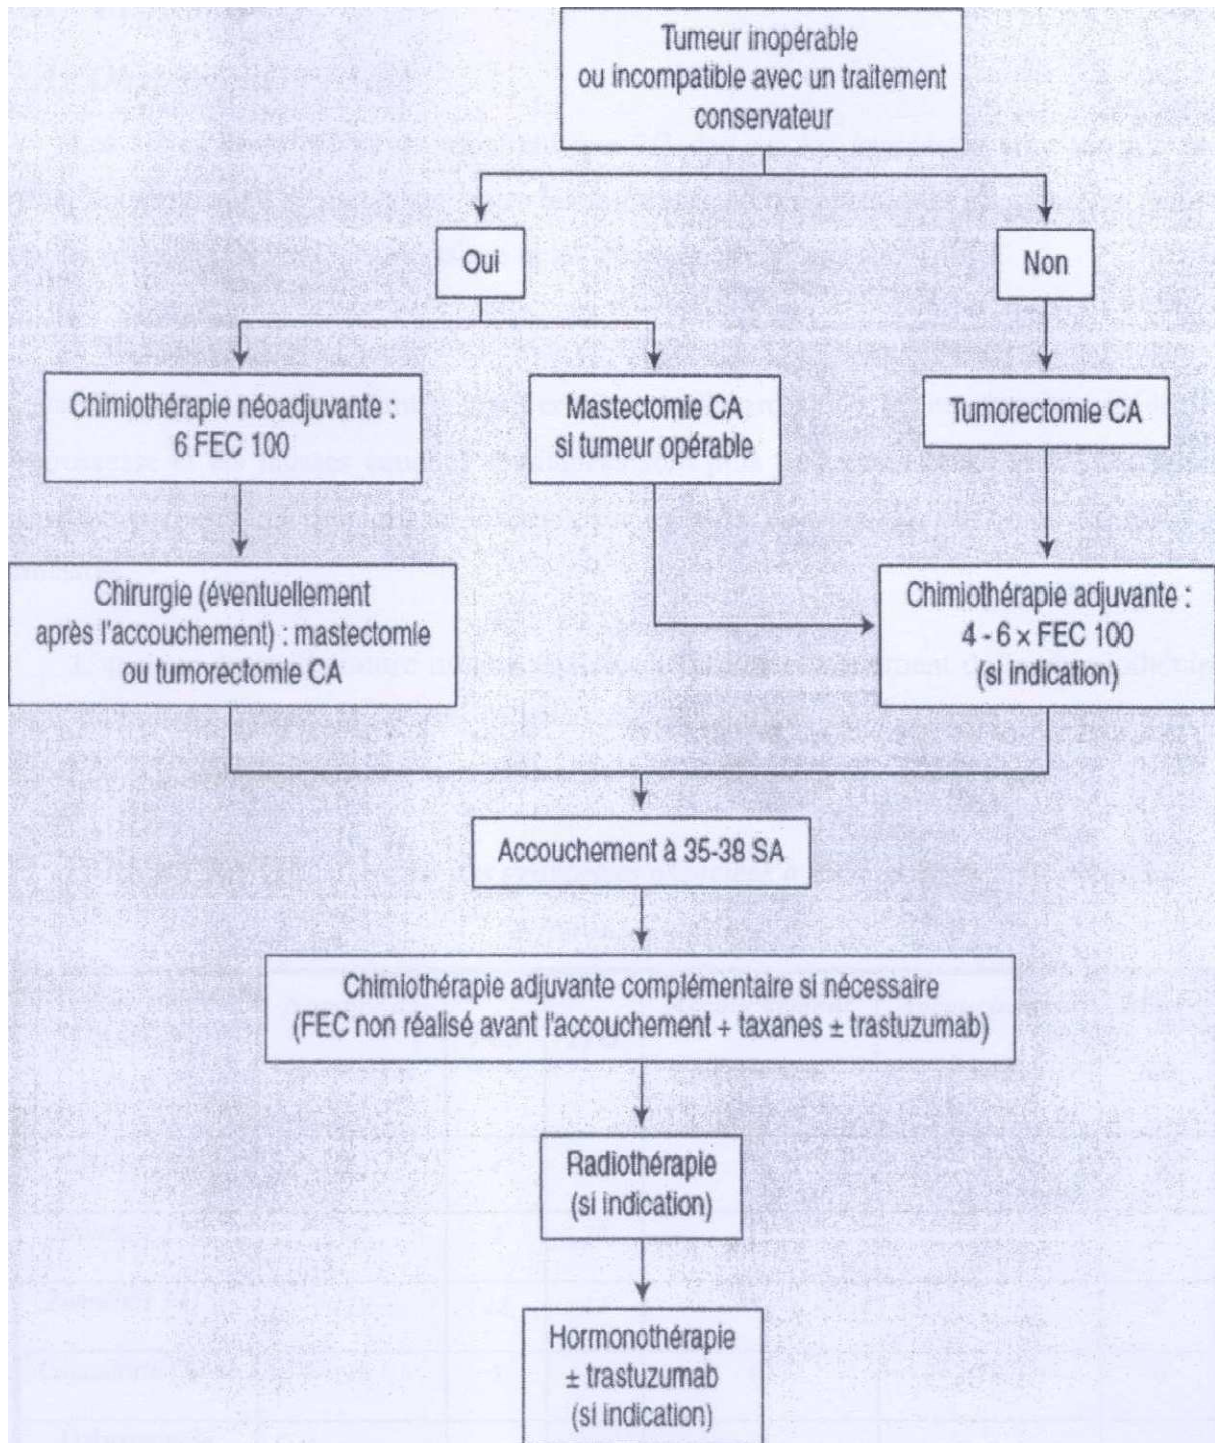 Tumeur inopérable
ou incompatible avec un traitement
conservateur
Oui
Non
Chimiothérapie néoadjuvante :
6 FEC 100
Mastectomie CA
si tumeur opérable
Tumorectomie CA
Chirurgie (éventuellement
après l'accouchement) : mastectomie
ou tumorectomie CA
Chimiothérapie adjuvante :
4 - 6 × FEC 100
(si indication)
Accouchement à 35-38 SA
Chimiothérapie adjuvante complémentaire si nécessaire
(FEC non réalisé avant l'accouchement + taxanes ± trastuzumab)
Radiothérapie
(si indication)
Hormonothérapie
± trastuzumab
(si indication)